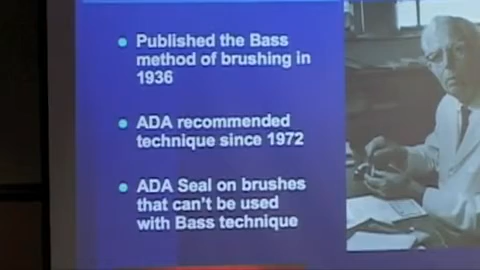 Published the Bass
method of brushing in
1936
ADA recommended
technique since 1972
ADA Seal on brushes
that can't be used
with Bass technique